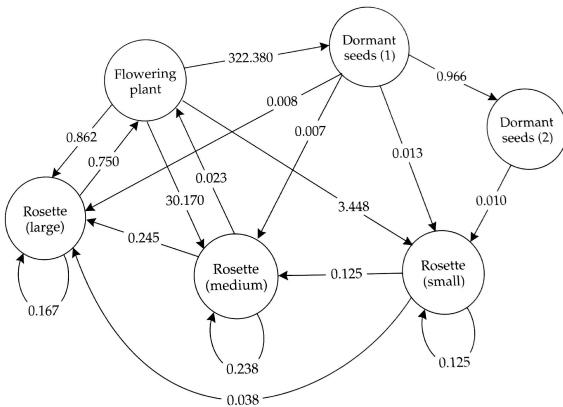 Dormant
seeds (1)
322.380
Flowering
plant
0.966
Dormant
seeds (2)
0.008
0.862
0.007
0.750
0.013
0.023
30.170
3.448
0.010
Rosette
(large)
0.245
Rosette
(medium)
0.125
Rosette
(small)
0.167
0.238
0.125
0.038